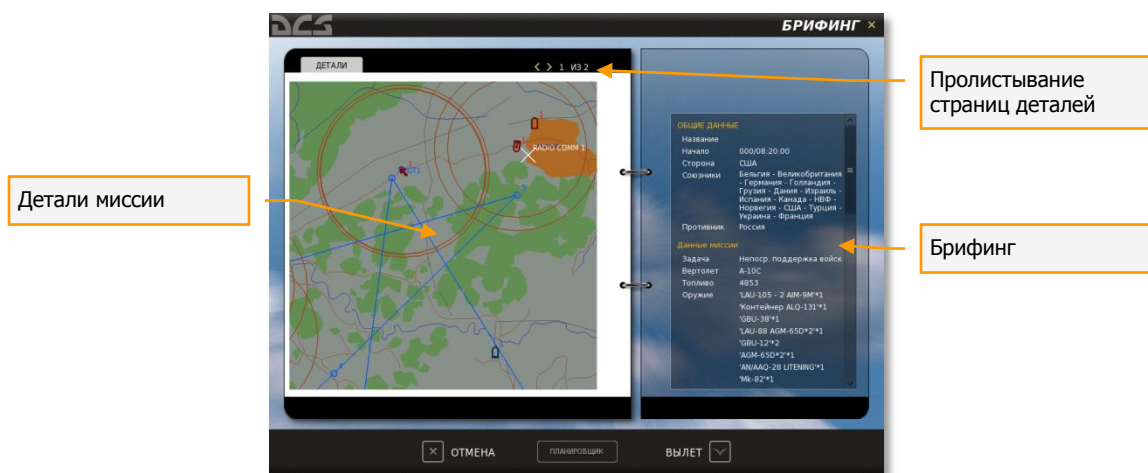 DCS
БРИФИНГ ×
ДЕТАЛИ
< > 1 ИЗ 2
Пролистывание
страниц деталей
Детали миссии
1
1
RADIO COMM 1
5
4
ОБЩИЕ ДАННЫЕ
Название
Начало 000/08:20:00
Сторона США
Союзники Бельгия - Великобритания
- Германия - Голландия -
Грузия - Дания - Израиль -
Испания - Канада - НВФ -
Норвегия - США - Турция -
Украина - Франция
Противник Россия
Данные миссии
Задача Непоср. поддержка войск
Вертолет A-10C
Топливо 4853
Оружие 'LAU-105 - 2 AIM-9M'*1
'Контейнер ALQ-131'*1
'GBU-38'*1
'LAU-88 AGM-65D*2'*1
'GBU-12'*2
'AGM-65D*2'*1
'AN/AAQ-28 LITENING'*1
'Mk-82'*1
Брифинг
ОТМЕНА
ПЛАНИРОВЩИК
ВЫЛЕТ